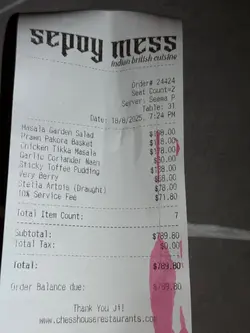 sepoy mess
Indian british cuisine
Order# 24424
Seat Count=2
Server: Seema P
Table: 31
Date: 18/8/2025, 7:24 PM
Masala Garden Salad
Prawn Pakora Basket
Chicken Tikka Masala
Garlic Coriander Naan
Sticky Toffee Pudding
Very Berry
Stella Artois (Draught)
10% Service Fee $71.80
Total Item Count: 7
Subtotal: $789.80
Total Tax: $0.00
Total: $789.80
Order Balance due:
Thank You Jil
www.chesshouserestaurants.com